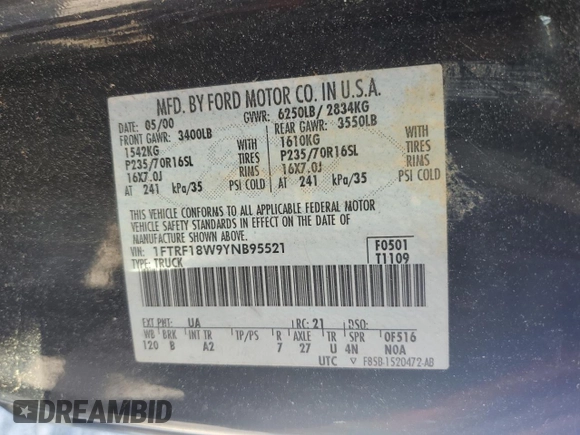 MFD. BY FORD MOTOR CO. IN U.S.A.
DATE: 05/00 GVWR: 6250LB/ 2834KG
FRONT GAWR: 3400LB REAR GAWR: 3550LB
1542KG WITH 1610KG WITH
P235/70R16SL TIRES P235/70R16SL TIRES
16X7.0J RIMS 16X7.0J RIMS
AT 241 kPa/35 PSI COLD AT 241 kPa/35 PSI COLD
THIS VEHICLE CONFORMS TO ALL APPLICABLE FEDERAL MOTOR
VEHICLE SAFETY STANDARDS IN EFFECT ON THE DATE OF
MANUFACTURE SHOWN ABOVE.
VIN: 1FTRF18W9YNB95521 F0501
TYPE: TRUCK T1109
EXT PNT: UA RC: 21 DSO:
WB BRK INT TR TP/PS R AXLE TR SPR 0F516
120 B A2 7 27 U 4N N0A
UTC F85B-1520472-AB
DREAMBID